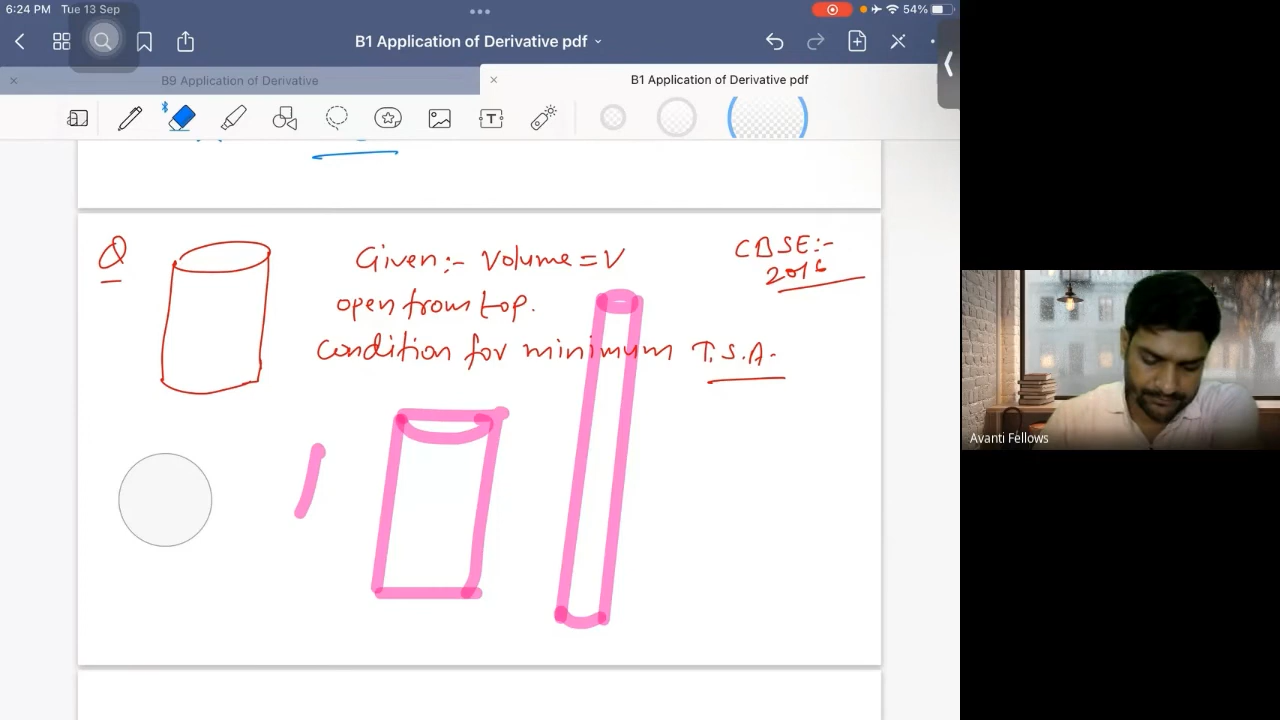 6:24 PM Tue 13 Sep
54%
B1 Application of Derivative pdf
B9 Application of Derivative
B1 Application of Derivative pdf
Q
Given:- Volume = V
open from top.
condition for minimum T.S.A.
CBSE:-
2016
Avanti Fellows